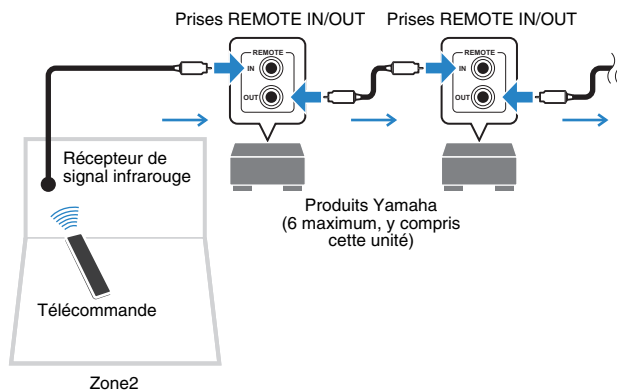 Prises REMOTE IN/OUT
Prises REMOTE IN/OUT
REMOTE
IN
OUT
REMOTE
IN
OUT
Récepteur de
signal infrarouge
Produits Yamaha
(6 maximum, y compris
cette unité)
Télécommande
Zone2